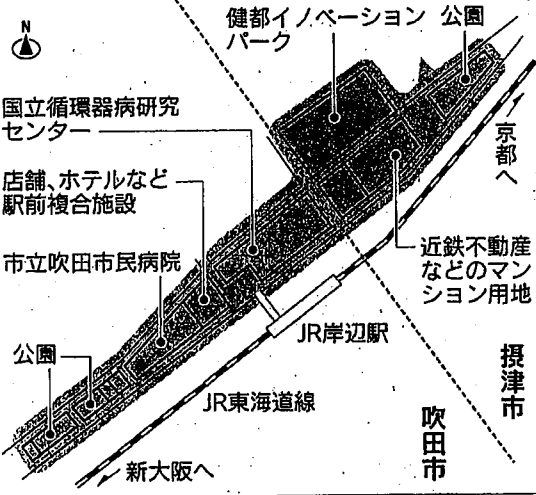 N
健都イノベーション
パーク
公園
国立循環器病研究
センター
店舗、ホテルなど
駅前複合施設
市立吹田市民病院
公園
京都へ
近鉄不動産
などのマン
ション用地
JR岸辺駅
JR東海道線
摂津市
吹田市
新大阪へ